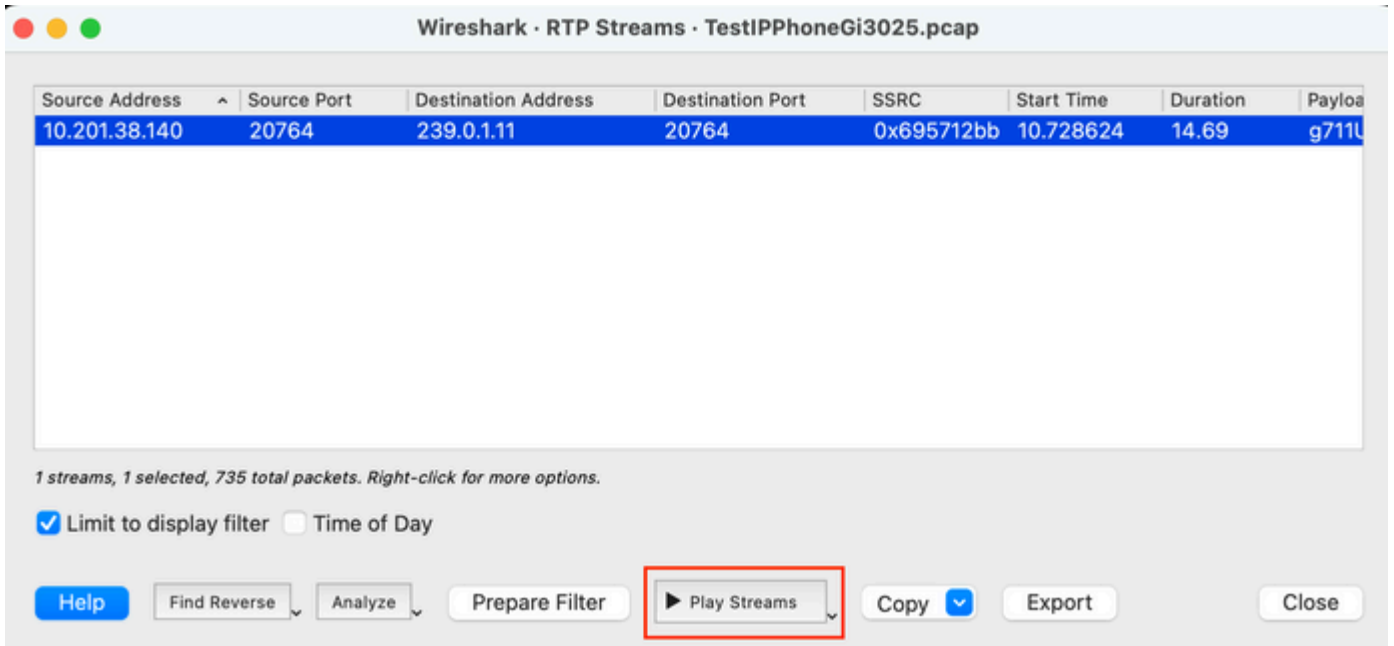 Wireshark · RTP Streams · TestIPPhoneGi3025.pcap
Source Address Source Port Destination Address Destination Port SSRC Start Time Duration Payloa
10.201.38.140 20764 239.0.1.11 20764 0x695712bb 10.728624 14.69 g711U
1 streams, 1 selected, 735 total packets. Right-click for more options.
Limit to display filter Time of Day
Help Find Reverse Analyze Prepare Filter Play Streams Copy Export Close